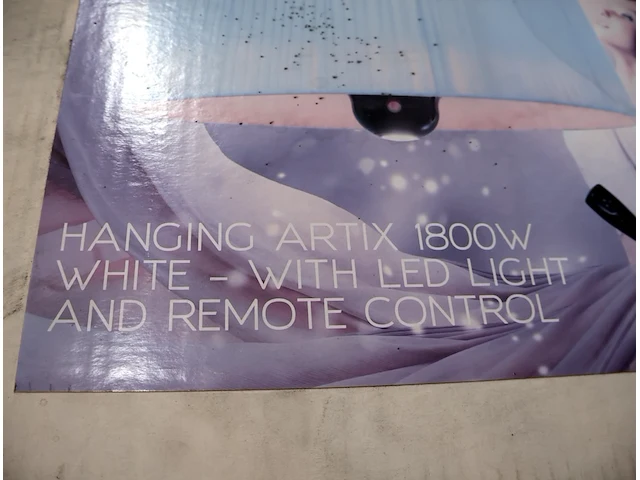 HANGING ARTIX 1800W
WHITE - WITH LED LIGHT
AND REMOTE CONTROL